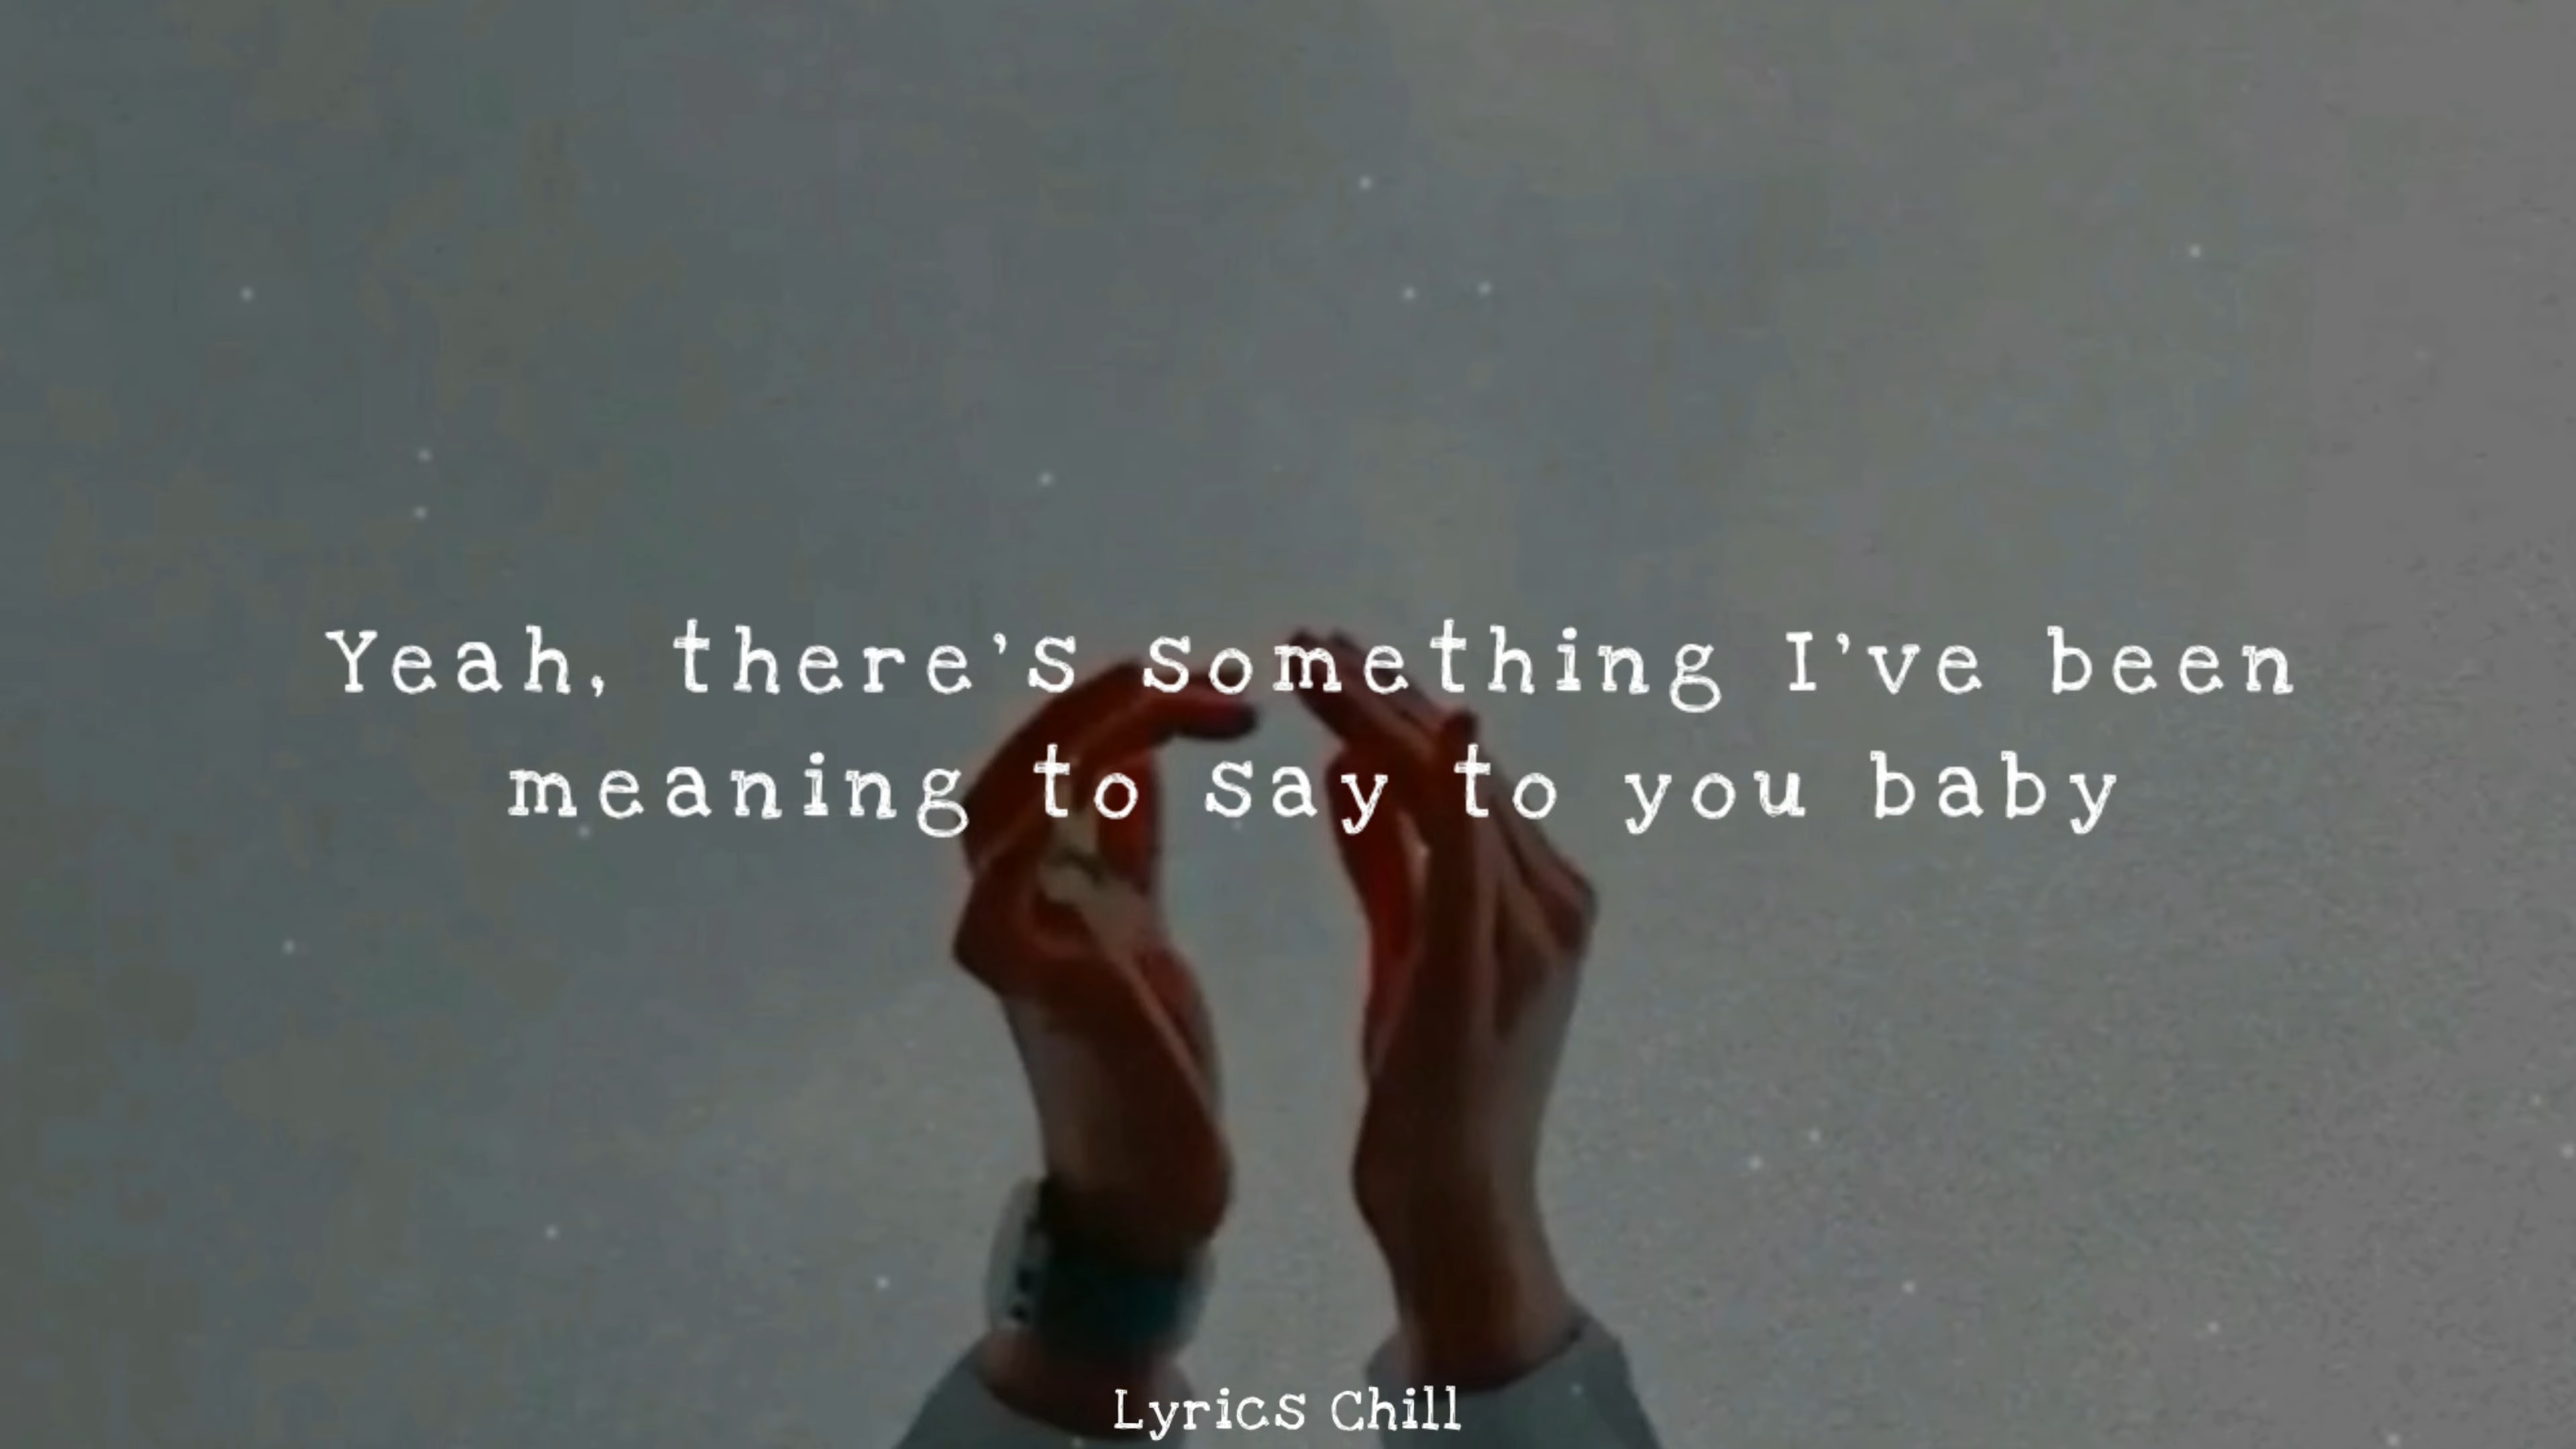 Yeah, there's something I've been
meaning to say to you baby
Lyrics Chill